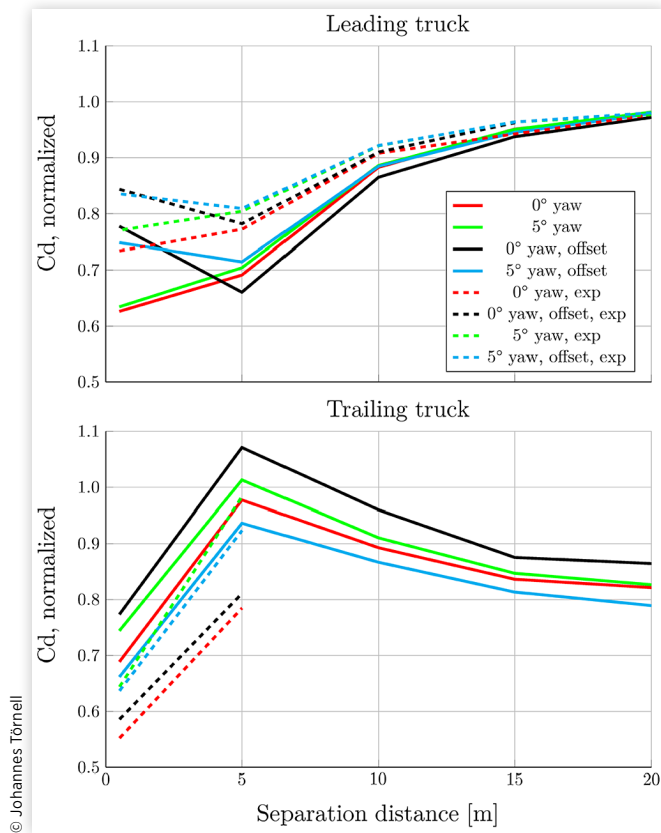 Leading truck
1.1
1.0
0.9
0.8
0.7
0.6
0.5
Cd, normalized
0° yaw
5° yaw
0° yaw, offset
5° yaw, offset
0° yaw, exp
0° yaw, offset, exp
5° yaw, exp
5° yaw, offset, exp
Trailing truck
1.1
1.0
0.9
0.8
0.7
0.6
0.5
Cd, normalized
0 5 10 15 20
Separation distance [m]
© Johannes Törnell